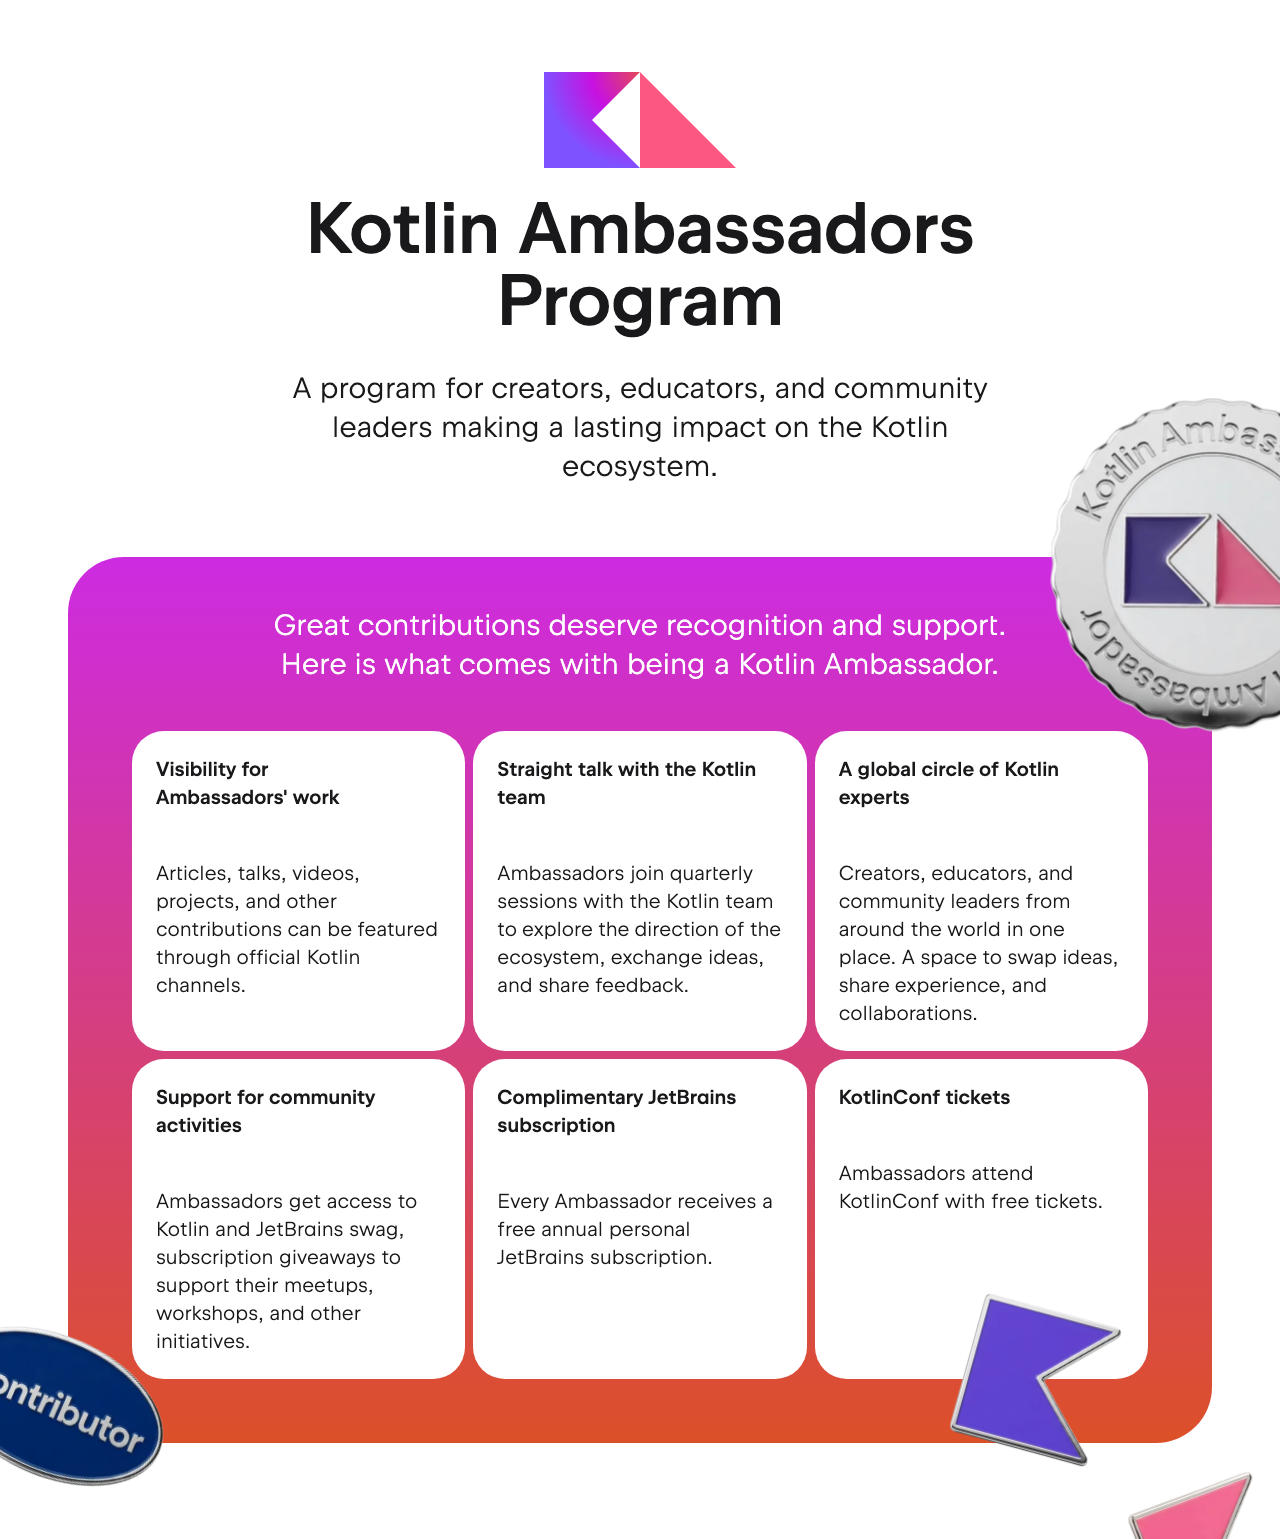 Kotlin Ambassadors
Program
A program for creators, educators, and community
leaders making a lasting impact on the Kotlin
ecosystem.
Kotlin Ambas
Ambassador
Great contributions deserve recognition and support.
Here is what comes with being a Kotlin Ambassador.
Visibility for
Ambassadors' work
Articles, talks, videos,
projects, and other
contributions can be featured
through official Kotlin
channels.
Straight talk with the Kotlin
team
Ambassadors join quarterly
sessions with the Kotlin team
to explore the direction of the
ecosystem, exchange ideas,
and share feedback.
A global circle of Kotlin
experts
Creators, educators, and
community leaders from
around the world in one
place. A space to swap ideas,
share experience, and
collaborations.
Support for community
activities
Ambassadors get access to
Kotlin and JetBrains swag,
subscription giveaways to
support their meetups,
workshops, and other
initiatives.
Complimentary JetBrains
subscription
Every Ambassador receives a
free annual personal
JetBrains subscription.
KotlinConf tickets
Ambassadors attend
KotlinConf with free tickets.
ontributor